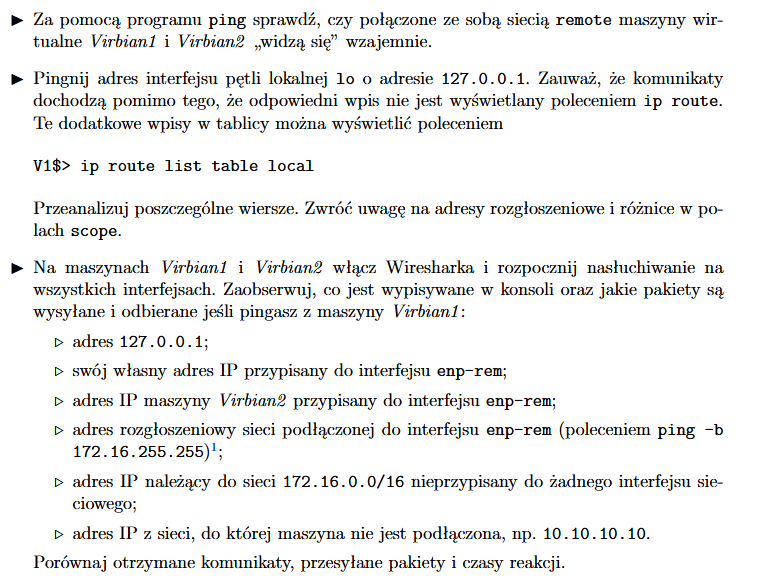 ▶ Za pomocą programu ping sprawdź, czy połączone ze sobą siecią remote maszyny wir-
tualne Virbian1 i Virbian2 „widzą się” wzajemnie.
▶ Pingnij adres interfejsu pętli lokalnej lo o adresie 127.0.0.1. Zauważ, że komunikaty
dochodzą pomimo tego, że odpowiedni wpis nie jest wyświetlany poleceniem ip route.
Te dodatkowe wpisy w tablicy można wyświetlić poleceniem
V1$> ip route list table local
Przeanalizuj poszczególne wiersze. Zwróć uwagę na adresy rozgłoszeniowe i różnice w po-
lach scope.
▶ Na maszynach Virbian1 i Virbian2 włącz Wiresharka i rozpocznij nasłuchiwanie na
wszystkich interfejsach. Zaobserwuj, co jest wypisywane w konsoli oraz jakie pakiety są
wysyłane i odbierane jeśli pingasz z maszyny Virbian1:
▷ adres 127.0.0.1;
▷ swój własny adres IP przypisany do interfejsu enp-rem;
▷ adres IP maszyny Virbian2 przypisany do interfejsu enp-rem;
▷ adres rozgłoszeniowy sieci podłączonej do interfejsu enp-rem (poleceniem ping -b
172.16.255.255)¹;
▷ adres IP należący do sieci 172.16.0.0/16 nieprzypisany do żadnego interfejsu sie-
ciowego;
▷ adres IP z sieci, do której maszyna nie jest podłączona, np. 10.10.10.10.
Porównaj otrzymane komunikaty, przesyłane pakiety i czasy reakcji.